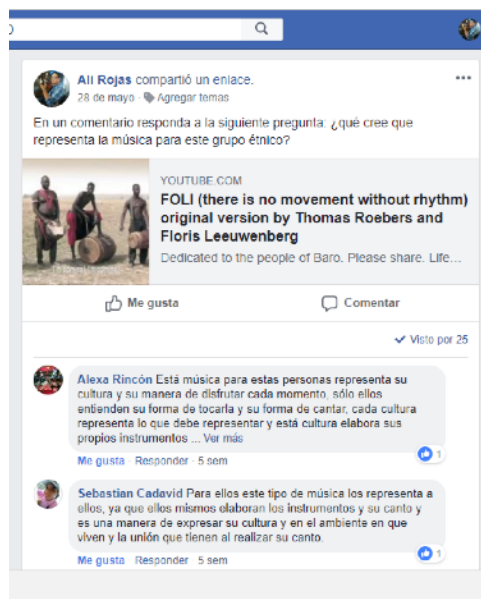 Ali Rojas compartió un enlace.
28 de mayo · Agregar temas
En un comentario responda a la siguiente pregunta: ¿qué cree que
representa la música para este grupo étnico?
YOUTUBE.COM
FOLI (there is no movement without rhythm)
original version by Thomas Roebers and
Floris Leeuwenberg
Dedicated to the people of Baro. Please share. Life...
Me gusta
Comentar
Visto por 25
Alexa Rincón Está música para estas personas representa su
cultura y su manera de disfrutar cada momento, sólo ellos
entienden su forma de tocarla y su forma de cantar, cada cultura
representa lo que debe representar y está cultura elabora sus
propios instrumentos ... Ver más
1
Me gusta · Responder · 5 sem
Sebastian Cadavid Para ellos este tipo de música los representa a
ellos, ya que ellos mismos elaboran los instrumentos y su canto y
es una manera de expresar su cultura y en el ambiente en que
viven y la unión que tienen al realizar su canto.
1
Me gusta Responder · 5 sem